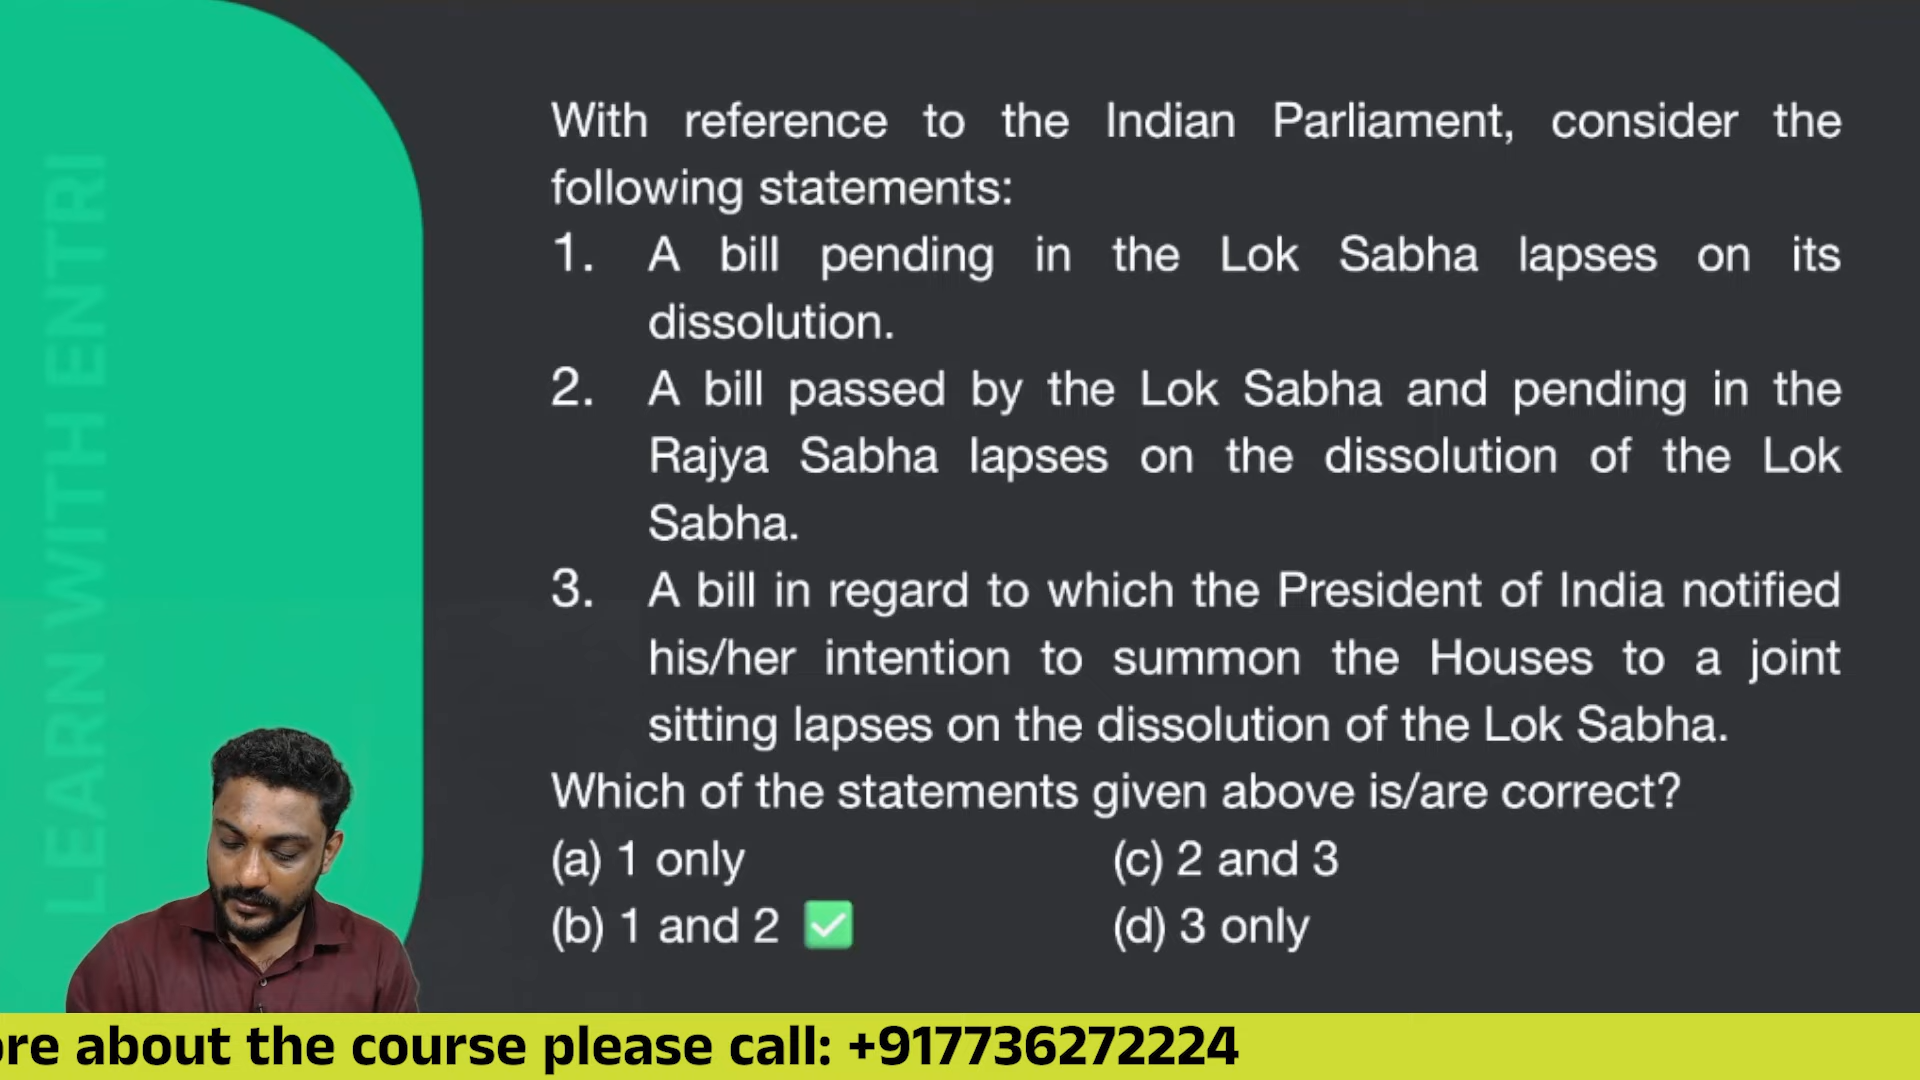 LEARN WITH ENTRI
With reference to the Indian Parliament, consider the
following statements:
1. A bill pending in the Lok Sabha lapses on its
dissolution.
2. A bill passed by the Lok Sabha and pending in the
Rajya Sabha lapses on the dissolution of the Lok
Sabha.
3. A bill in regard to which the President of India notified
his/her intention to summon the Houses to a joint
sitting lapses on the dissolution of the Lok Sabha.
Which of the statements given above is/are correct?
(a) 1 only (c) 2 and 3
(b) 1 and 2 ✅ (d) 3 only
re about the course please call: +917736272224